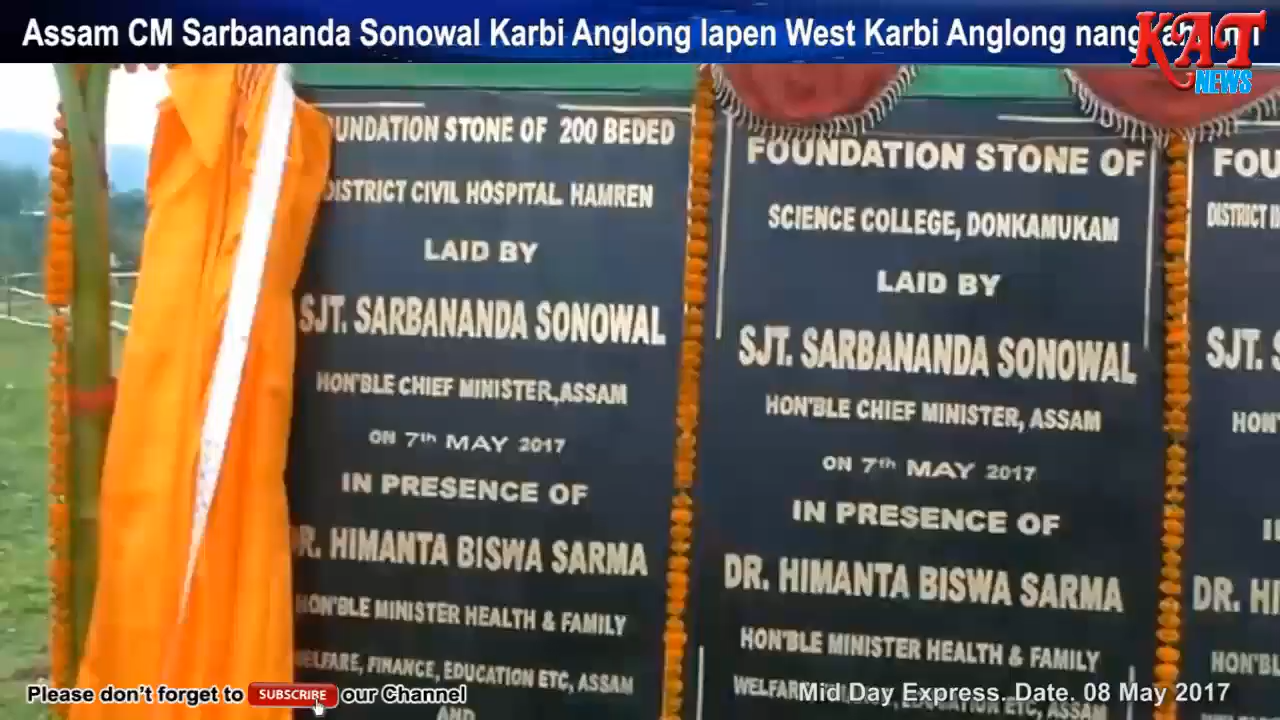 Assam CM Sarbananda Sonowal Karbi Anglong lapen West Karbi Anglong
KAT
NEWS
UNDATION STONE OF 200 BEDED
DISTRICT CIVIL HOSPITAL. HAMREN
LAID BY
SJT. SARBANANDA SONOWAL
HON'BLE CHIEF MINISTER,ASSAM
ON 7th MAY 2017
IN PRESENCE OF
DR. HIMANTA BISWA SARMA
HON'BLE MINISTER HEALTH & FAMILY
WELFARE, FINANCE, EDUCATION ETC, ASSAM
AND
FOUNDATION STONE OF
SCIENCE COLLEGE, DONKAMUKAM
LAID BY
SJT. SARBANANDA SONOWAL
HON'BLE CHIEF MINISTER, ASSAM
ON 7th MAY 2017
IN PRESENCE OF
DR. HIMANTA BISWA SARMA
HON'BLE MINISTER HEALTH & FAMILY
EDUCATION ETC, ASSAM
FOU
DISTRICT
SJT. S
HON'
DR. HI
HON'BL
Please don't forget to SUBSCRIBE our Channel
Mid Day Express. Date. 08 May 2017